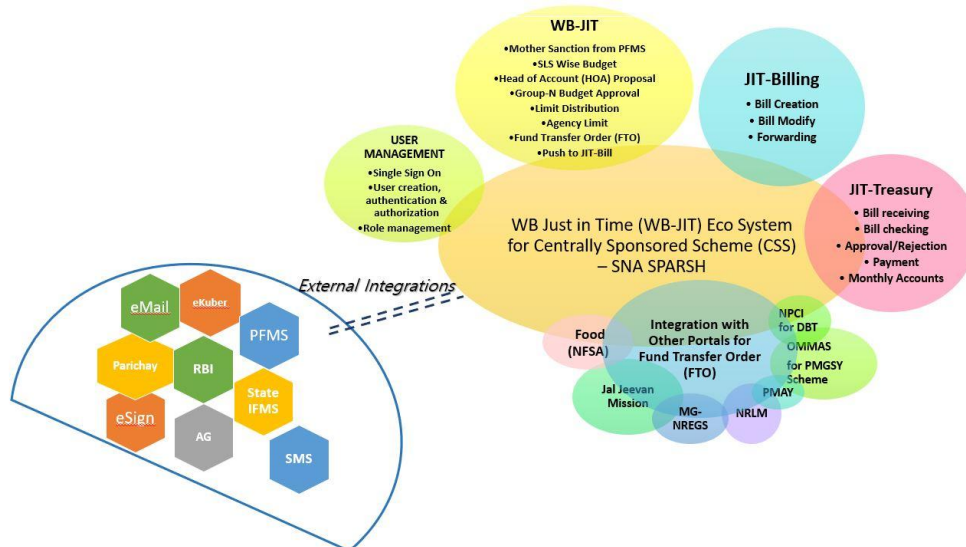 WB-JIT
•Mother Sanction from PFMS
•SLS Wise Budget
•Head of Account (HOA) Proposal
•Group-N Budget Approval
•Limit Distribution
•Agency Limit
•Fund Transfer Order (FTO)
•Push to JIT-Bill
JIT-Billing
• Bill Creation
• Bill Modify
• Forwarding
USER
MANAGEMENT
•Single Sign On
•User creation,
authentication &
authorization
•Role management
JIT-Treasury
• Bill receiving
• Bill checking
• Approval/Rejection
• Payment
• Monthly Accounts
WB Just in Time (WB-JIT) Eco System
for Centrally Sponsored Scheme (CSS)
– SNA SPARSH
External Integrations
eMail
eKuber
PFMS
Parichay
RBI
State
IFMS
eSign
AG
SMS
Integration with
Other Portals for
Fund Transfer Order
(FTO)
Food
(NFSA)
Jal Jeevan
Mission
MG-
NREGS
NRLM
PMAY
OMMAS
for PMGSY
Scheme
NPCI
for DBT